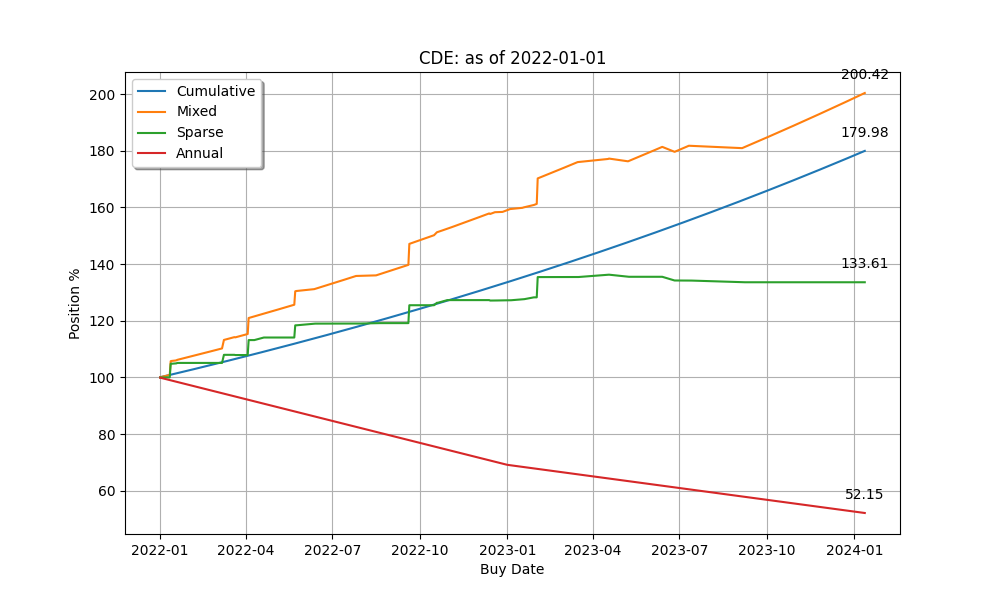 CDE: as of 2022-01-01
Cumulative
Mixed
Sparse
Annual
200.42
179.98
133.61
52.15
200
180
160
140
120
100
80
60
Position %
2022-01 2022-04 2022-07 2022-10 2023-01 2023-04 2023-07 2023-10 2024-01
Buy Date